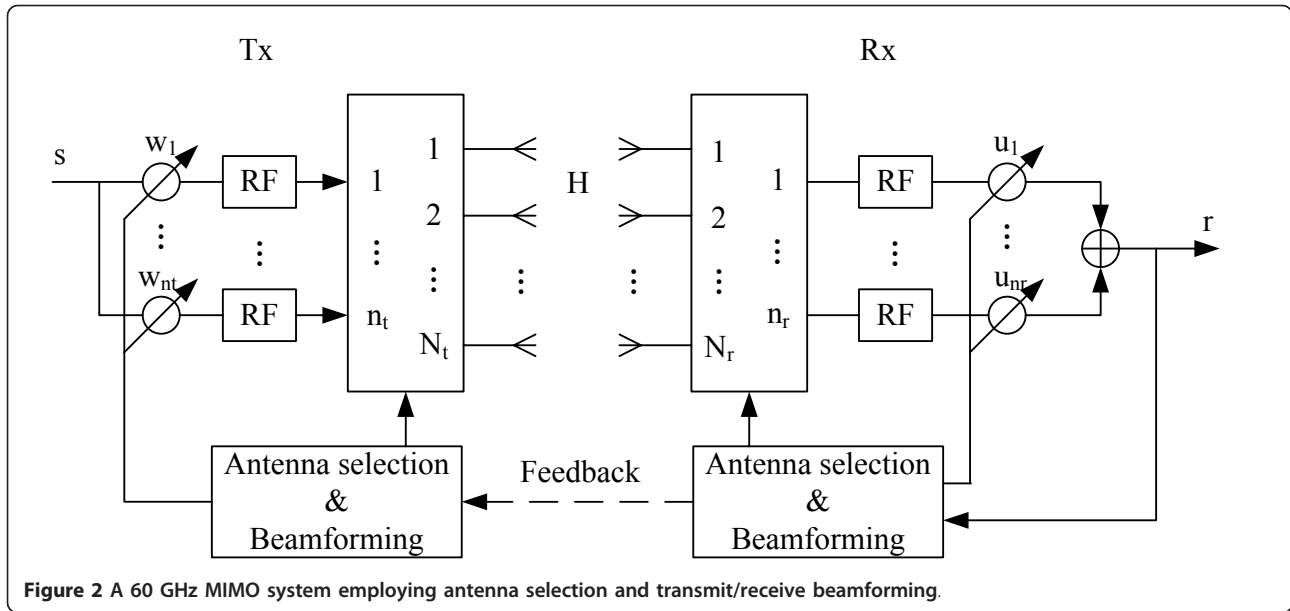 Tx
Rx
s
w1
⋮
wnt
RF
⋮
RF
1
⋮
nt
1
2
⋮
Nt
⋮
H
⋮
1
2
⋮
Nr
1
⋮
nr
RF
⋮
RF
u1
⋮
unr
r
Antenna selection
&
Beamforming
Feedback
Antenna selection
&
Beamforming
Figure 2 A 60 GHz MIMO system employing antenna selection and transmit/receive beamforming.